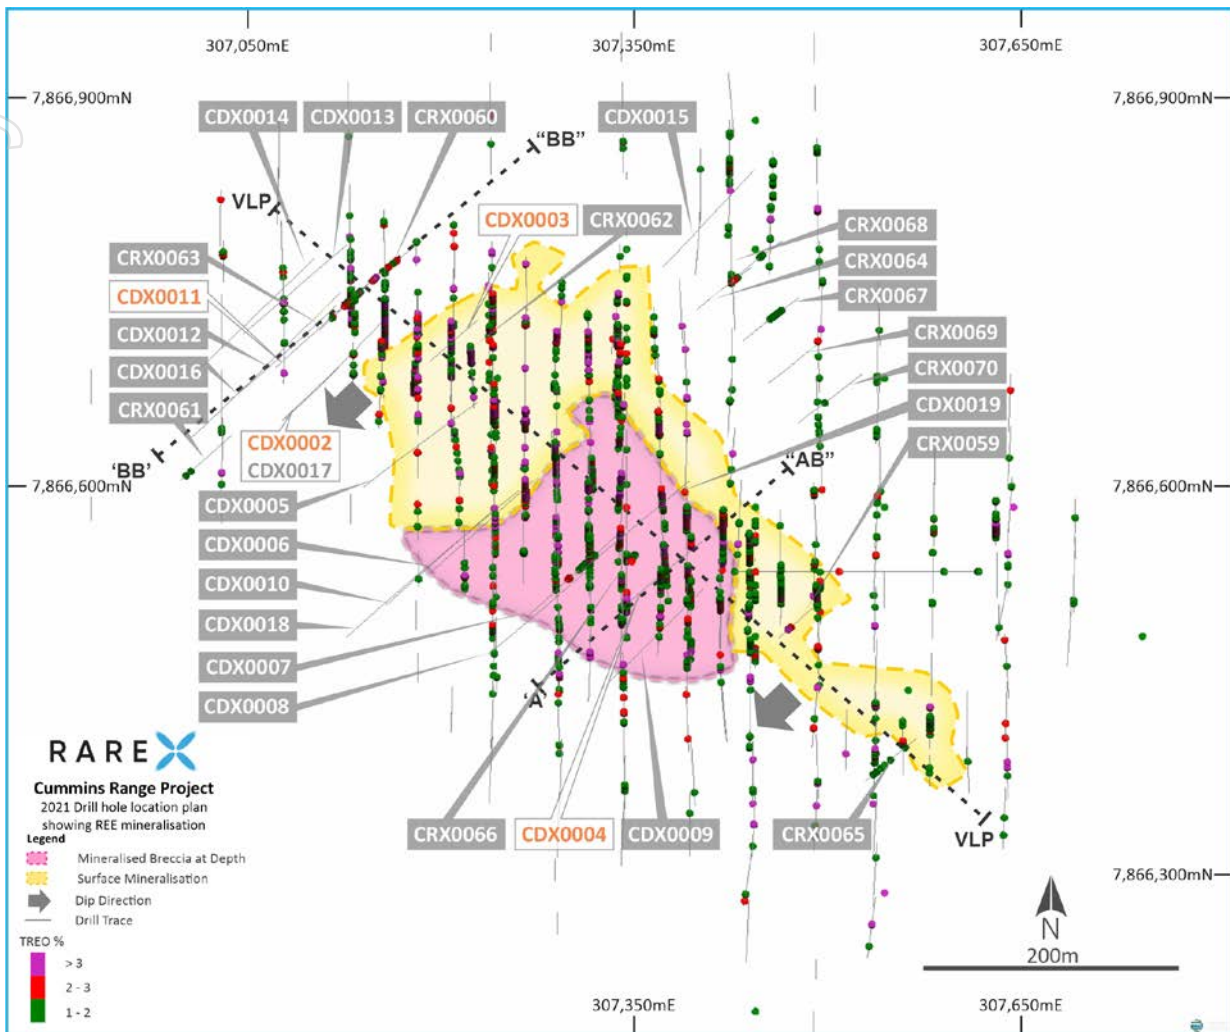 307,050mE
307,350mE
307,650mE
7,866,900mN
7,866,900mN
CDX0014
CDX0013
CRX0060
CDX0015
"BB"
VLP
CDX0003
CRX0062
CRX0068
CRX0063
CRX0064
CDX0011
CRX0067
CDX0012
CRX0069
CDX0016
CRX0070
CRX0061
CDX0019
CDX0002
CDX0017
CRX0059
'BB'
"AB"
7,866,600mN
7,866,600mN
CDX0005
CDX0006
CDX0010
CDX0018
CDX0007
CDX0008
'A'
RAREX
Cummins Range Project
2021 Drill hole location plan
showing REE mineralisation
Legend
Mineralised Breccia at Depth
Surface Mineralisation
Dip Direction
Drill Trace
TREO %
> 3
2 - 3
1 - 2
CRX0066
CDX0004
CDX0009
CRX0065
VLP
7,866,300mN
N
200m
307,350mE
307,650mE